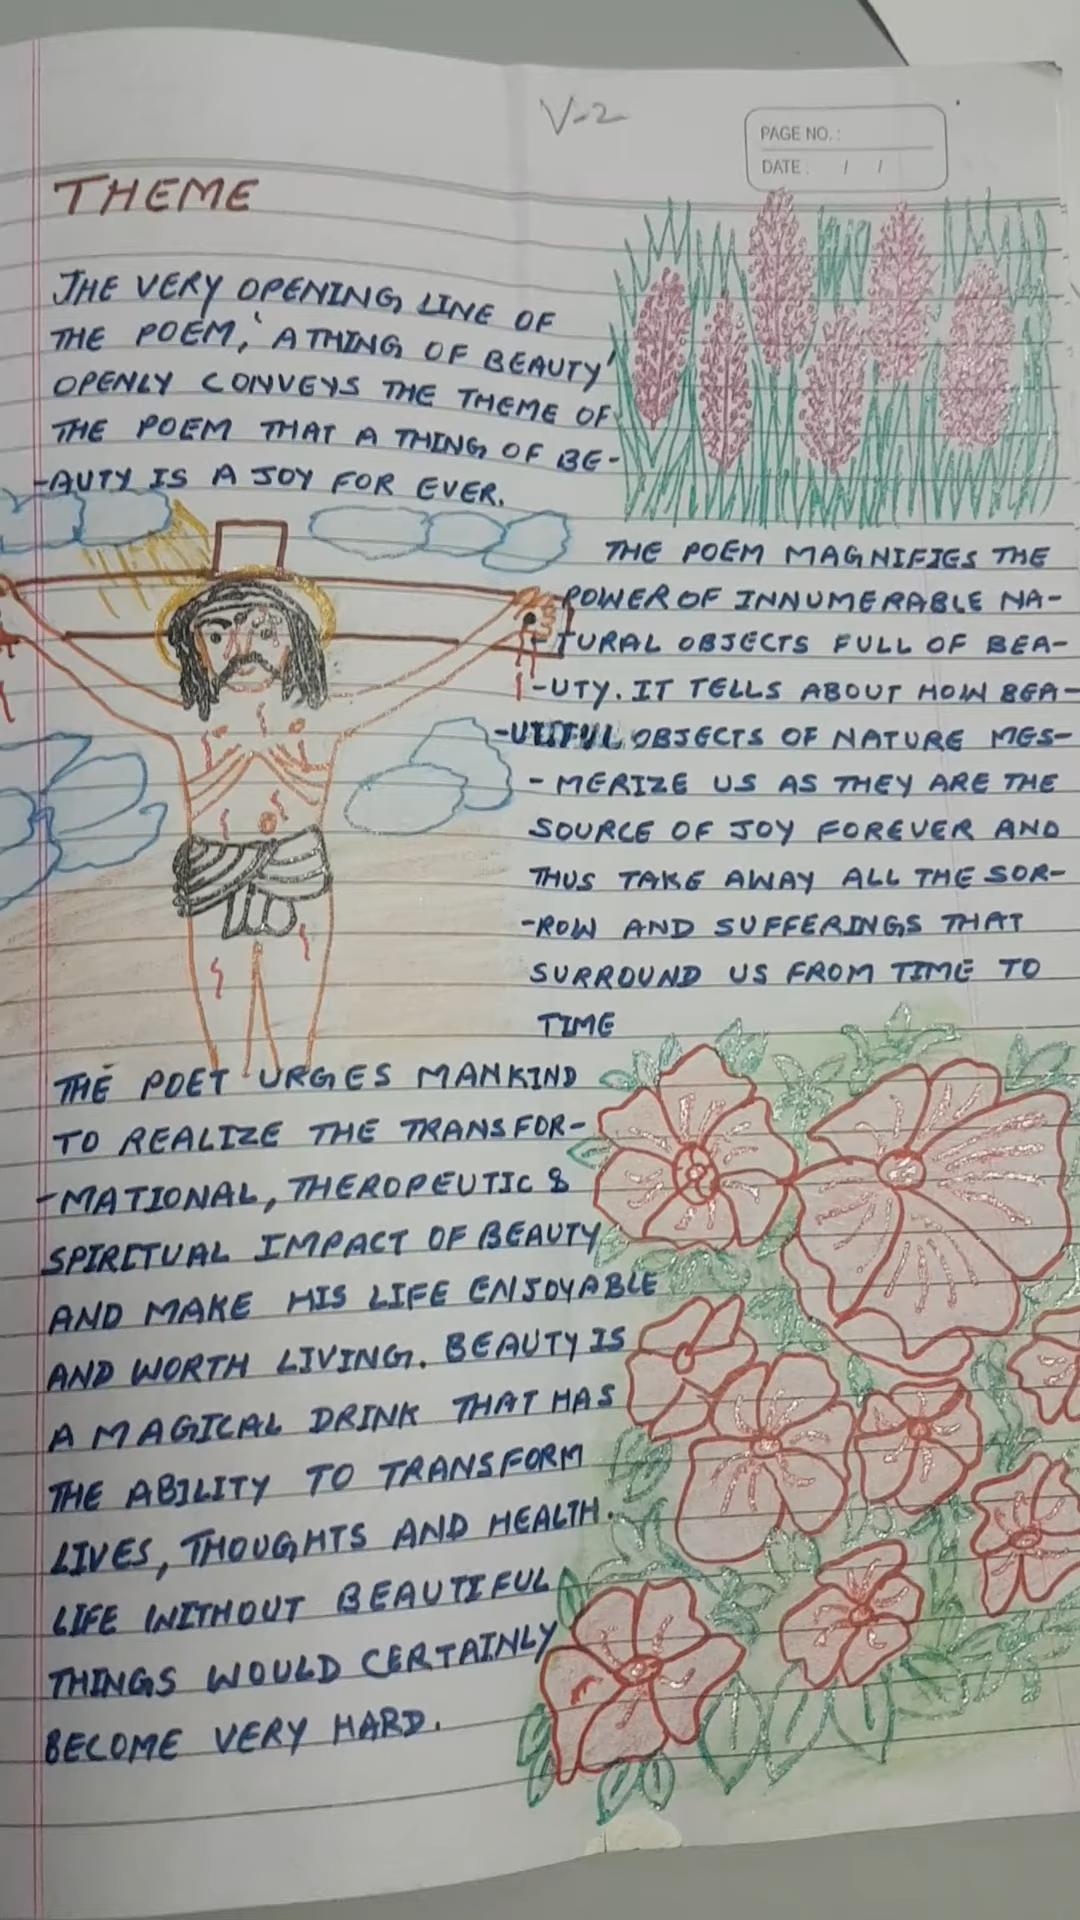 V-2
PAGE NO. :
DATE : / /
THEME
THE VERY OPENING LINE OF
THE POEM, 'A THING OF BEAUTY'
OPENLY CONVEYS THE THEME OF
THE POEM THAT A THING OF BE-
-AUTY IS A JOY FOR EVER.
THE POEM MAGNIFIES THE
POWER OF INNUMERABLE NA-
-TURAL OBJECTS FULL OF BEA-
-UTY. IT TELLS ABOUT HOW BEA-
-UTIFUL OBJECTS OF NATURE MES-
-MERIZE US AS THEY ARE THE
SOURCE OF JOY FOREVER AND
THUS TAKE AWAY ALL THE SOR-
-ROW AND SUFFERINGS THAT
SURROUND US FROM TIME TO
TIME
THE POET URGES MANKIND
TO REALIZE THE TRANSFOR-
-MATIONAL, THEROPEUTIC &
SPIRITUAL IMPACT OF BEAUTY
AND MAKE HIS LIFE ENJOYABLE
AND WORTH LIVING. BEAUTY IS
A MAGICAL DRINK THAT HAS
THE ABILITY TO TRANSFORM
LIVES, THOUGHTS AND HEALTH.
LIFE WITHOUT BEAUTIFUL
THINGS WOULD CERTAINLY
BECOME VERY HARD.